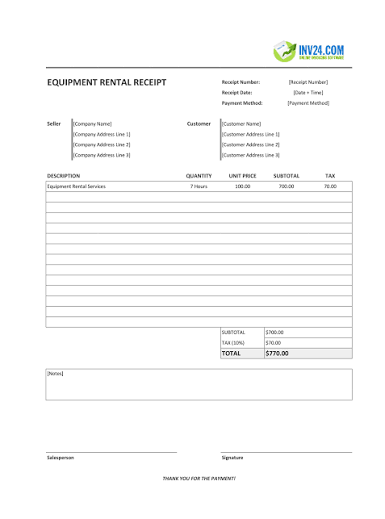 INV24.COM
ONLINE INVOICING SOFTWARE
EQUIPMENT RENTAL RECEIPT
Receipt Number: [Receipt Number]
Receipt Date: [Date + Time]
Payment Method: [Payment Method]
Seller [Company Name] Customer [Customer Name]
[Company Address Line 1] [Customer Address Line 1]
[Company Address Line 2] [Customer Address Line 2]
[Company Address Line 3] [Customer Address Line 3]
DESCRIPTION QUANTITY UNIT PRICE SUBTOTAL TAX
Equipment Rental Services 7 Hours 100.00 700.00 70.00
SUBTOTAL $700.00
TAX (10%) $70.00
TOTAL $770.00
[Notes]
Salesperson Signature
THANK YOU FOR THE PAYMENT!